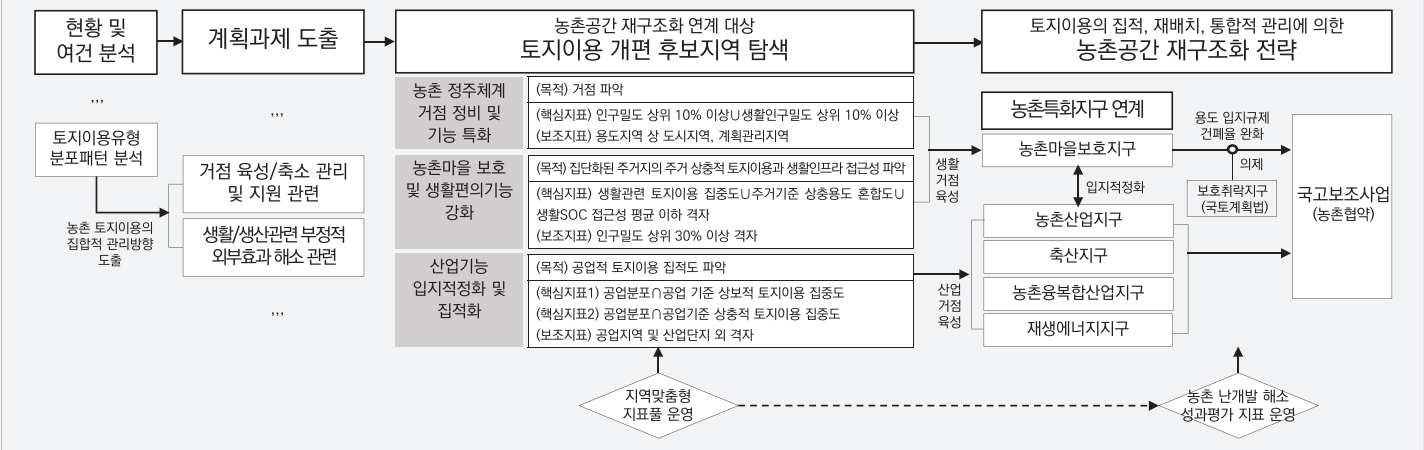 현황 및
여건 분석
계획과제 도출
농촌공간 재구조화 연계 대상
토지이용 개편 후보지역 탐색
토지이용의 집적, 재배치, 통합적 관리에 의한
농촌공간 재구조화 전략
,,,
토지이용유형
분포패턴 분석
농촌 토지이용의
집합적 관리방향
도출
,,,
거점 육성/축소 관리
및 지원 관련
생활/생산관련 부정적
외부효과 해소 관련
,,,
농촌 정주체계
거점 정비 및
기능 특화
(목적) 거점 파악
(핵심지표) 인구밀도 상위 10% 이상∪생활인구밀도 상위 10% 이상
(보조지표) 용도지역 상 도시지역, 계획관리지역
농촌마을 보호
및 생활편의기능
강화
(목적) 집단화된 주거지의 주거 상충적 토지이용과 생활인프라 접근성 파악
(핵심지표) 생활관련 토지이용 집중도∪주거기준 상충용도 혼합도∪
생활SOC 접근성 평균 이하 격자
(보조지표) 인구밀도 상위 30% 이상 격자
산업기능
입지적정화 및
집적화
(목적) 공업적 토지이용 집적도 파악
(핵심지표1) 공업분포∩공업 기준 상보적 토지이용 집중도
(핵심지표2) 공업분포∩공업기준 상충적 토지이용 집중도
(보조지표) 공업지역 및 산업단지 외 격자
생활
거점
육성
산업
거점
육성
농촌특화지구 연계
농촌마을보호지구
입지적정화
농촌산업지구
축산지구
농촌융복합산업지구
재생에너지지구
용도 입지규제
건폐율 완화
의제
보호취락지구
(국토계획법)
국고보조사업
(농촌협약)
지역맞춤형
지표풀 운영
농촌 난개발 해소
성과평가 지표 운영